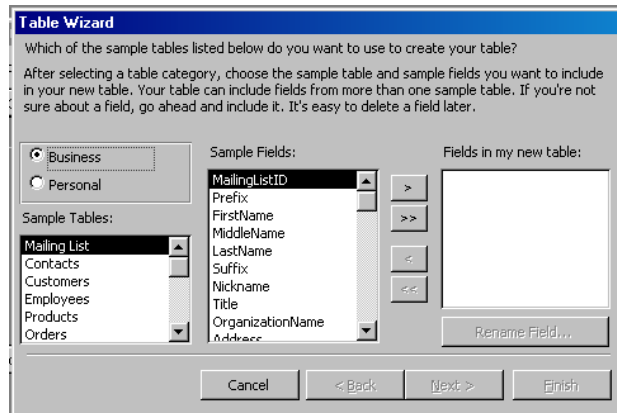 Table Wizard
Which of the sample tables listed below do you want to use to create your table?
After selecting a table category, choose the sample table and sample fields you want to include
in your new table. Your table can include fields from more than one sample table. If you're not
sure about a field, go ahead and include it. It's easy to delete a field later.
Business
Personal
Sample Tables:
Mailing List
Contacts
Customers
Employees
Products
Orders
Sample Fields:
MailingListID
Prefix
FirstName
MiddleName
LastName
Suffix
Nickname
Title
OrganizationName
Address
>
>>
<
<<
Fields in my new table:
Rename Field...
Cancel
< Back
Next >
Finish